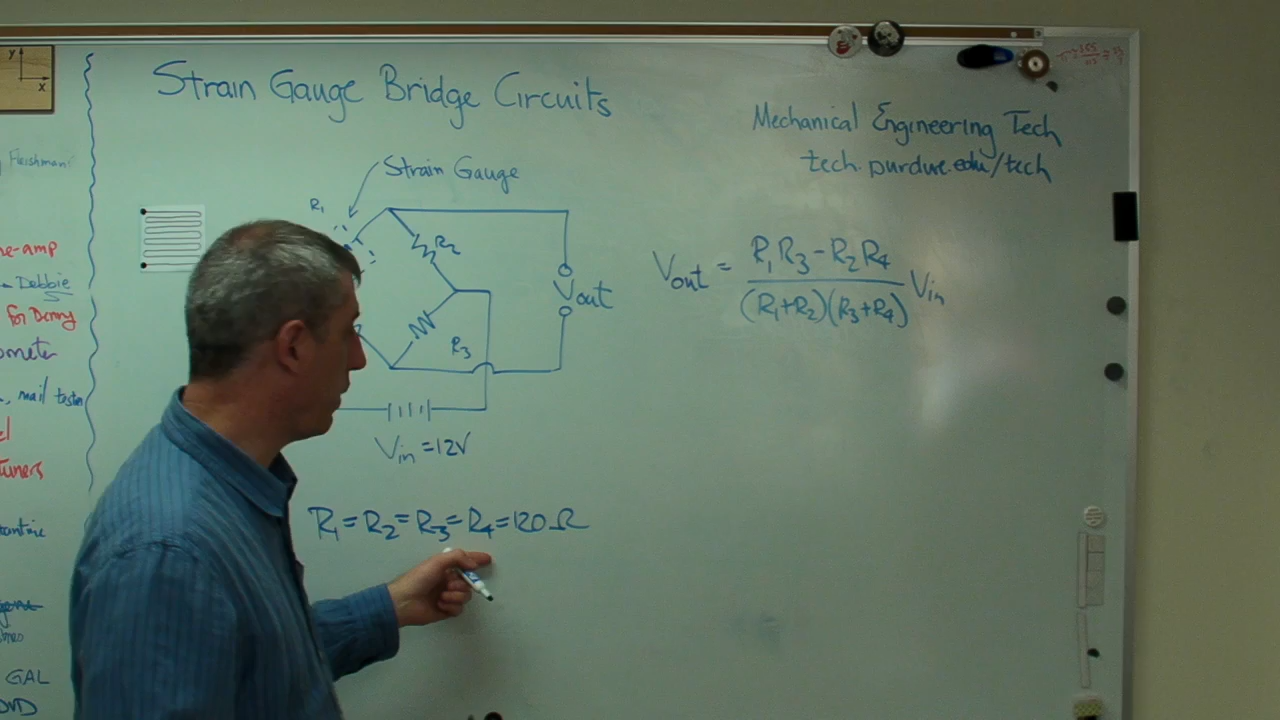 Strain Gauge Bridge Circuits
Mechanical Engineering Tech
tech.purdue.edu/tech
y
x
Fleishman
Strain Gauge
R₁
R₂
Vout
R₃
Vin = 12V
R₁ = R₂ = R₃ = R₄ = 120 Ω
Vout = R₁R₃ - R₂R₄ / (R₁+R₂)(R₃+R₄) Vin
e-amp
Debbie
for Denny
ometer
mail
tuners
GAL
DVD